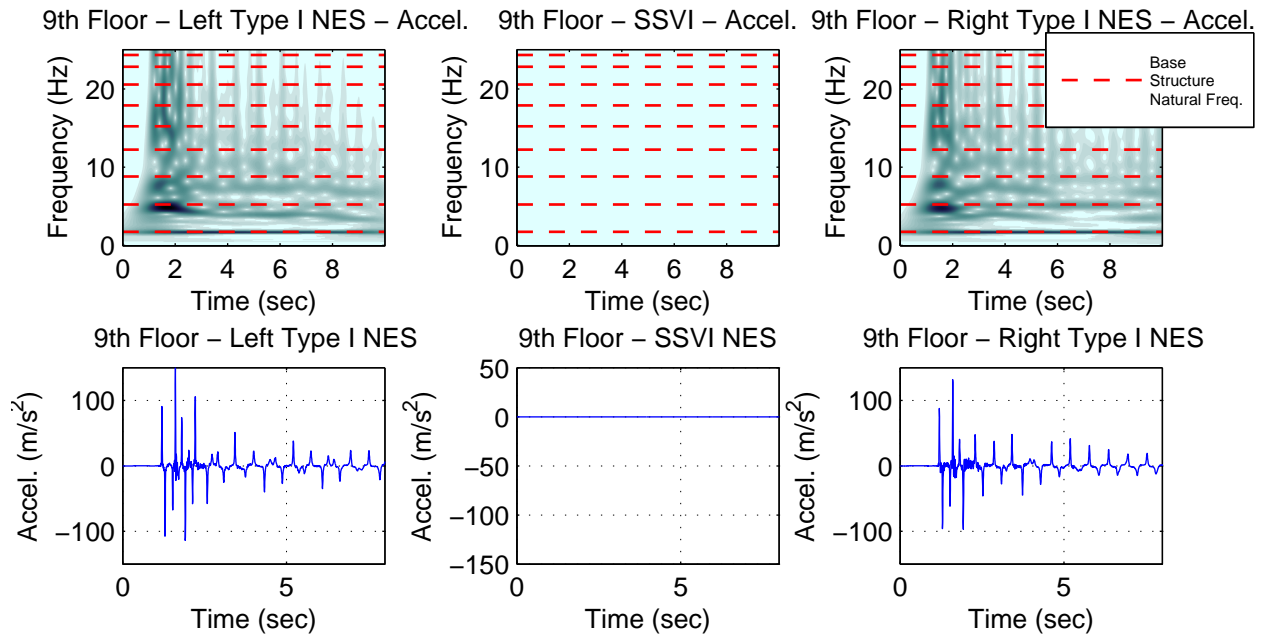 9th Floor – Left Type I NES – Accel.
9th Floor – SSVI – Accel.
9th Floor – Right Type I NES – Accel.
Base
Structure
Natural Freq.
Frequency (Hz)
20
10
0
0 2 4 6 8
Time (sec)
Frequency (Hz)
20
10
0
0 2 4 6 8
Time (sec)
Frequency (Hz)
20
10
0
0 2 4 6 8
Time (sec)
9th Floor – Left Type I NES
9th Floor – SSVI NES
9th Floor – Right Type I NES
Accel. (m/s²)
100
0
−100
0 5
Time (sec)
Accel. (m/s²)
50
0
−50
−100
−150
0 5
Time (sec)
Accel. (m/s²)
100
0
−100
0 5
Time (sec)